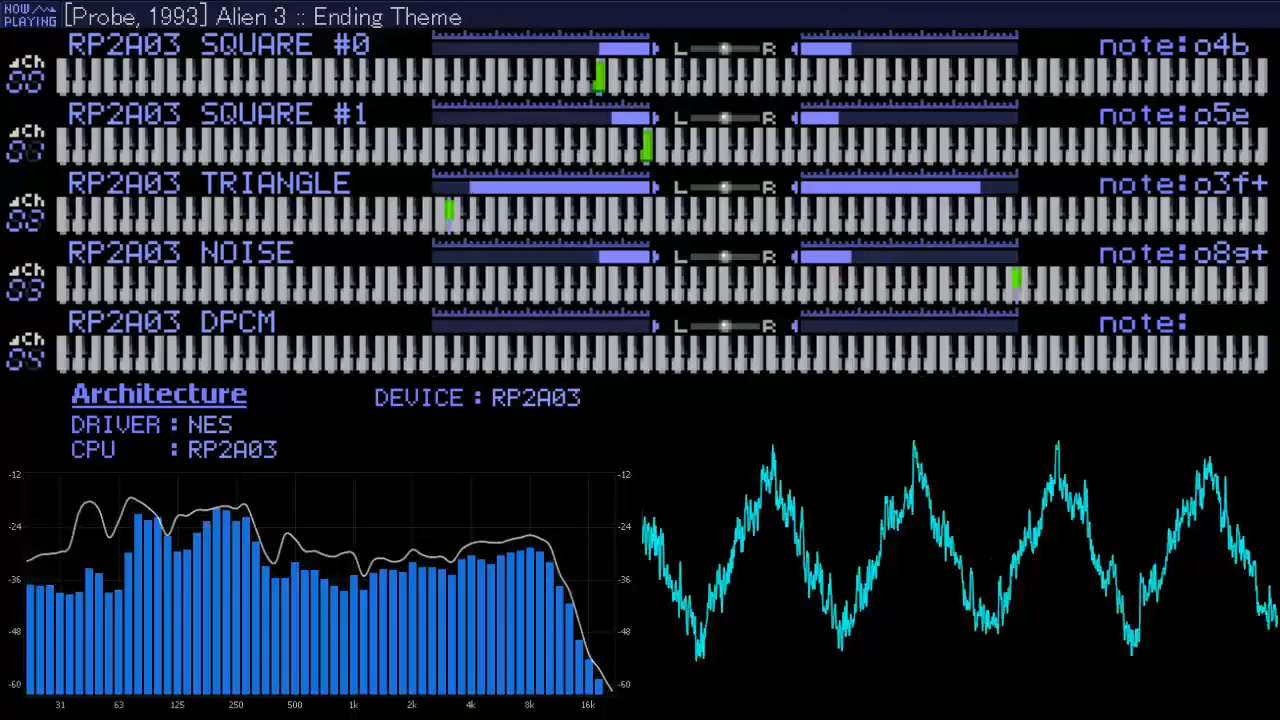 NOW PLAYING [Probe, 1993] Alien 3 :: Ending Theme
RP2A03 SQUARE #0 L R note:o4b
Ch 00
RP2A03 SQUARE #1 L R note:o5e
Ch
RP2A03 TRIANGLE L R note:o3f+
Ch 02
RP2A03 NOISE L R note:o8g+
Ch 03
RP2A03 DPCM L R note:
Ch 04
Architecture
DEVICE : RP2A03
DRIVER : NES
CPU : RP2A03
-12 -12
-24 -24
-36 -36
-48 -48
-60 -60
31 63 125 250 500 1k 2k 4k 8k 16k